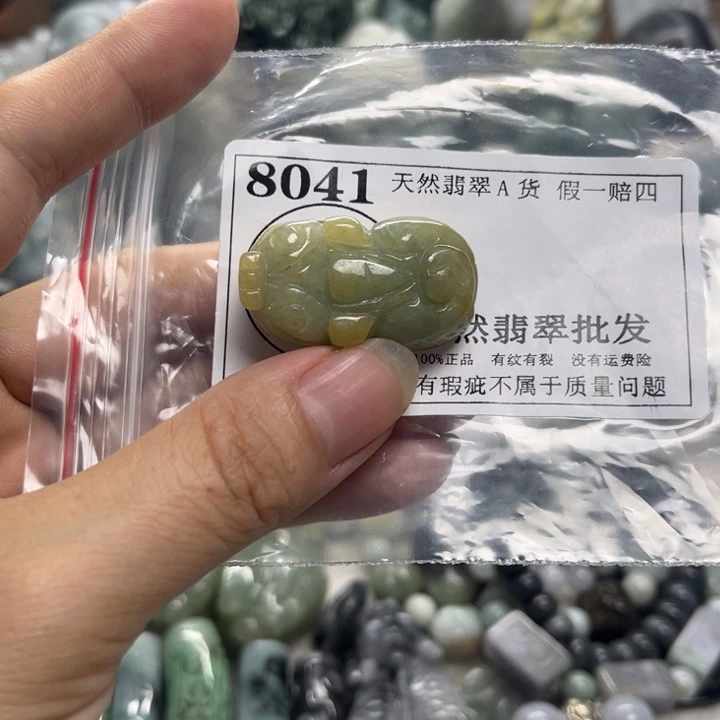 8041 天然翡翠A货 假一赔四
然翡翠批发
100%正品 有纹有裂 没有运费险
有瑕疵不属于质量问题